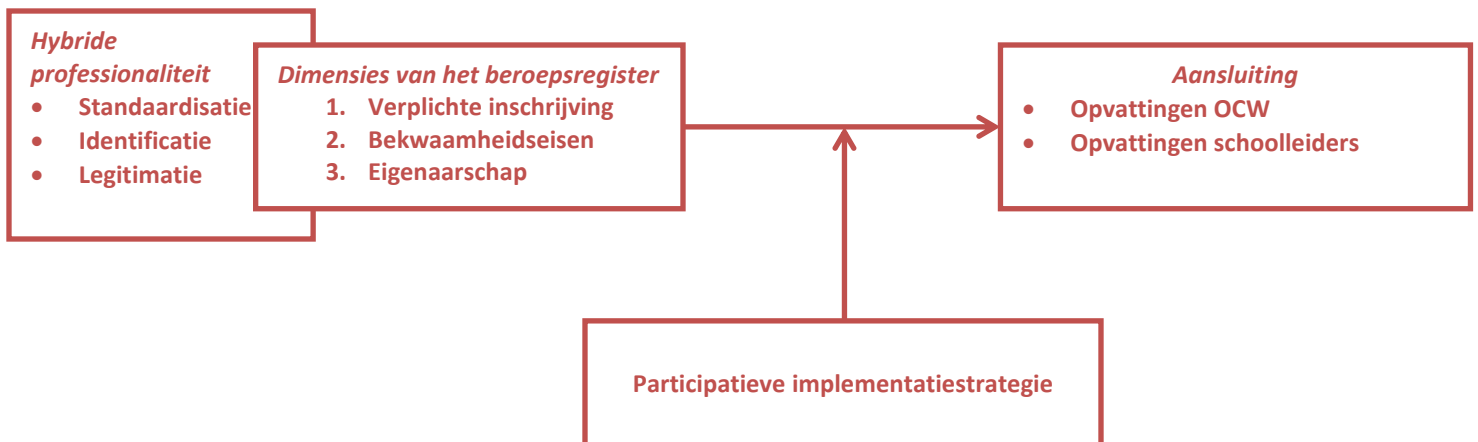 Hybride
professionaliteit
• Standaardisatie
• Identificatie
• Legitimatie
Dimensies van het beroepsregister
1. Verplichte inschrijving
2. Bekwaamheidseisen
3. Eigenaarschap
Aansluiting
• Opvattingen OCW
• Opvattingen schoolleiders
Participatieve implementatiestrategie